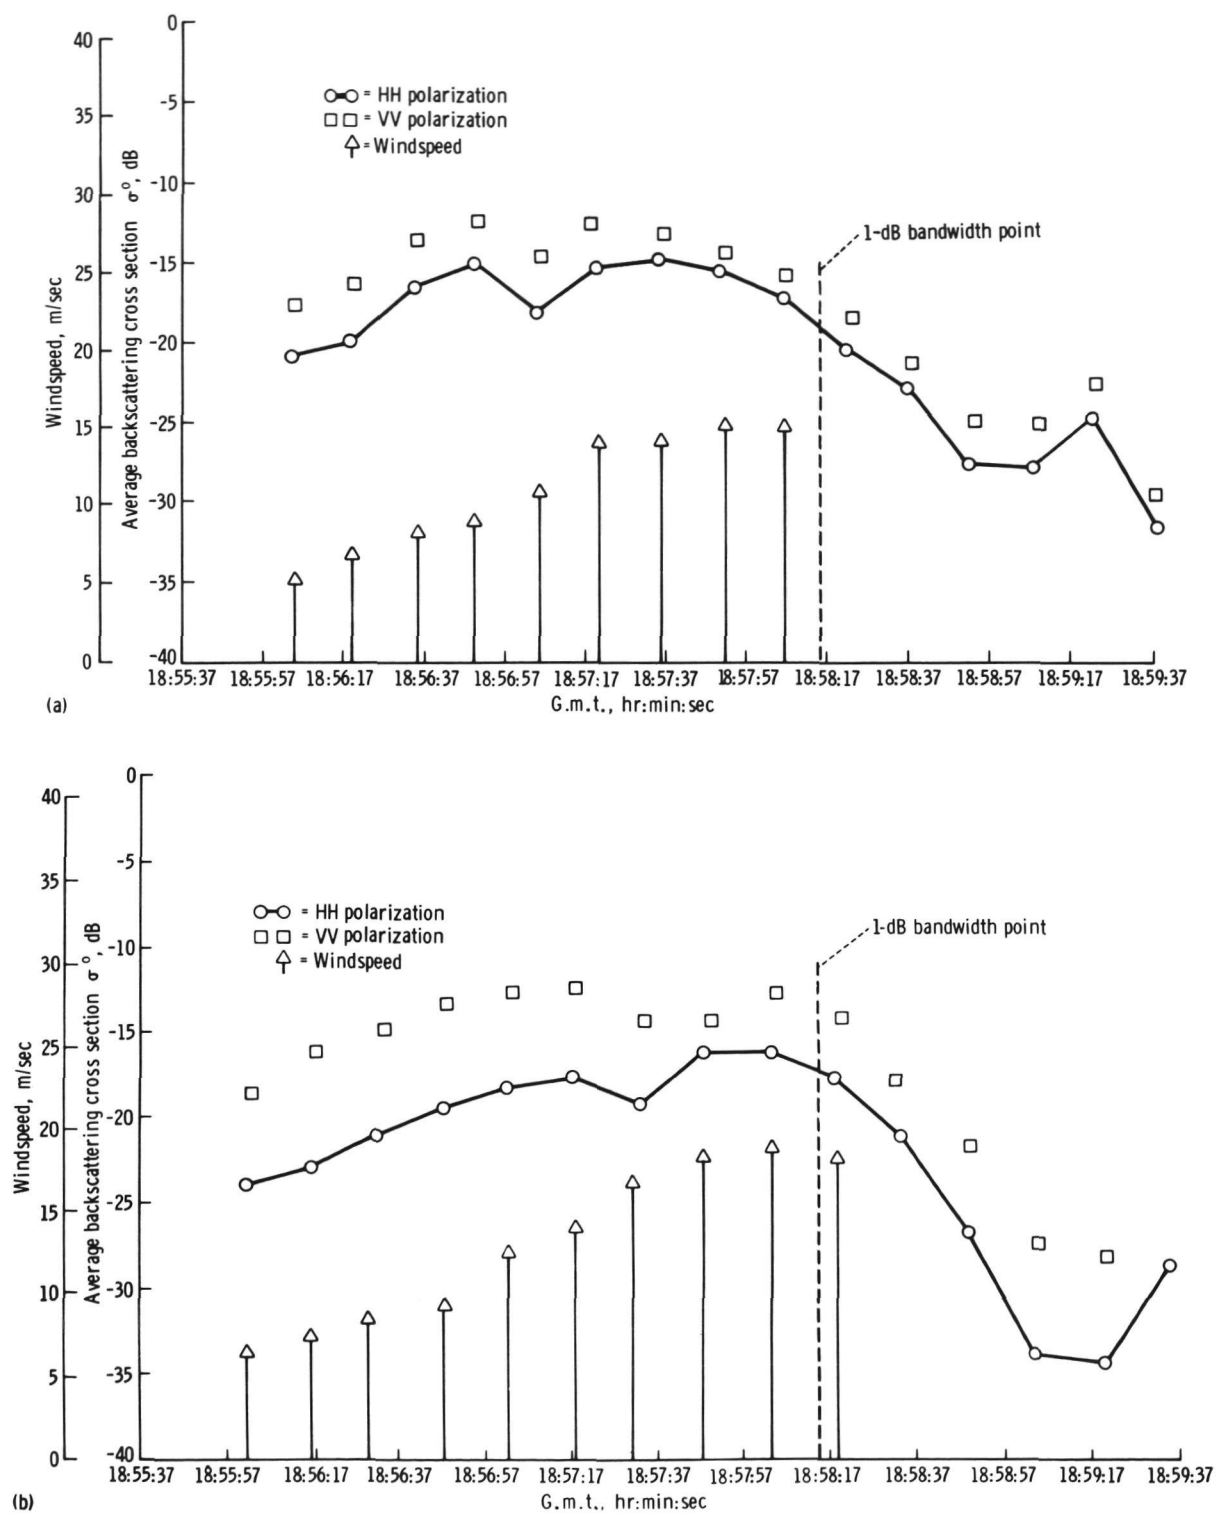 0
40
-5
35
-10
30
-15
25
-20
20
-25
15
-30
10
-35
5
-40
0
Windspeed, m/sec
Average backscattering cross section σ°, dB
= HH polarization
= VV polarization
= Windspeed
1-dB bandwidth point
18:55:37 18:55:57 18:56:17 18:56:37 18:56:57 18:57:17 18:57:37 18:57:57 18:58:17 18:58:37 18:58:57 18:59:17 18:59:37
(a)
G.m.t., hr:min:sec
0
40
-5
35
-10
30
-15
25
-20
20
-25
15
-30
10
-35
5
-40
0
Windspeed, m/sec
Average backscattering cross section σ°, dB
= HH polarization
= VV polarization
= Windspeed
1-dB bandwidth point
18:55:37 18:55:57 18:56:17 18:56:37 18:56:57 18:57:17 18:57:37 18:57:57 18:58:17 18:58:37 18:58:57 18:59:17 18:59:37
(b)
G.m.t., hr:min:sec